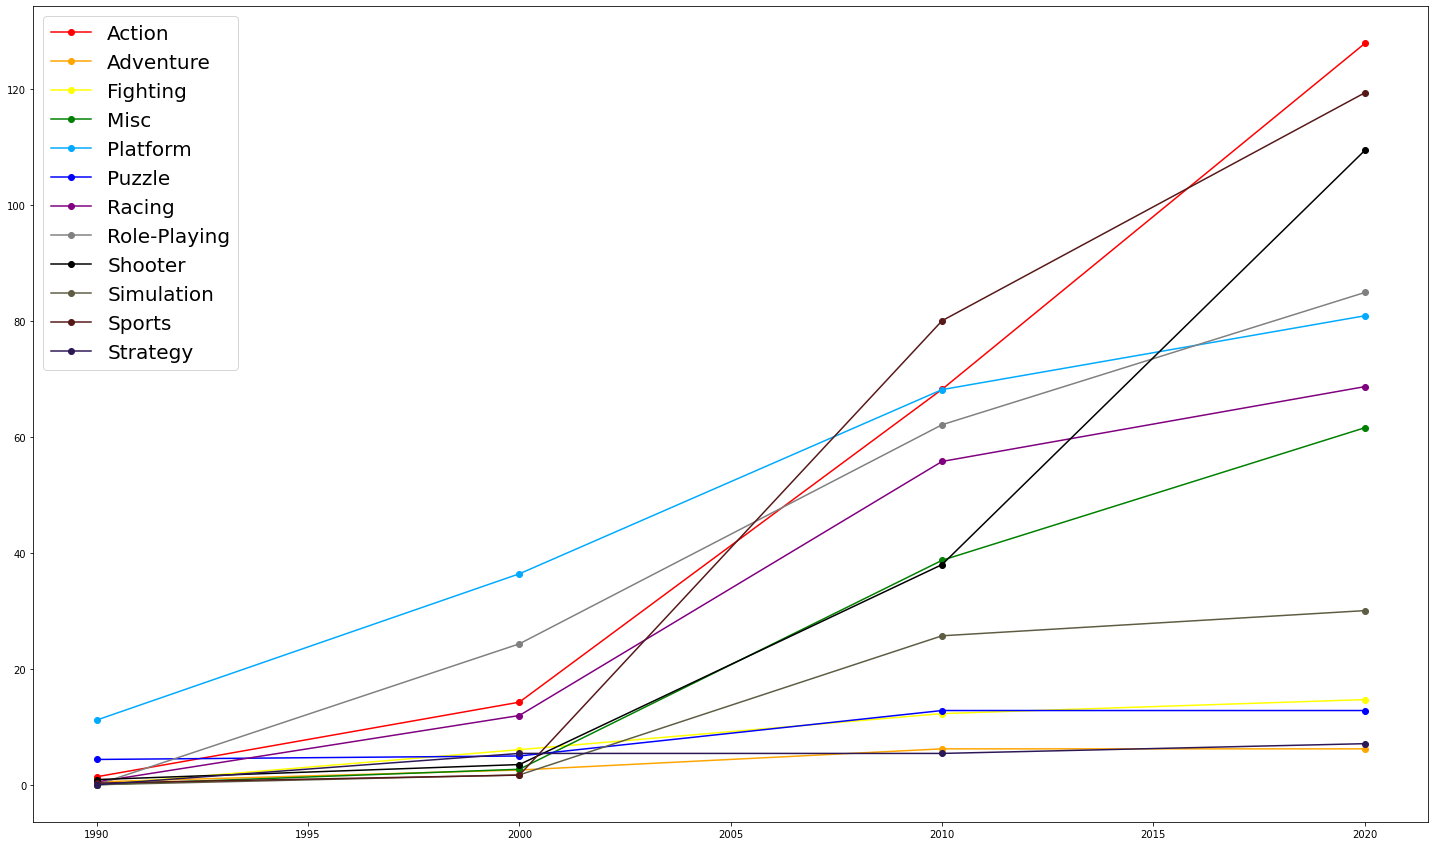 Action
Adventure
Fighting
Misc
Platform
Puzzle
Racing
Role-Playing
Shooter
Simulation
Sports
Strategy
120
100
80
60
40
20
0
1990 1995 2000 2005 2010 2015 2020